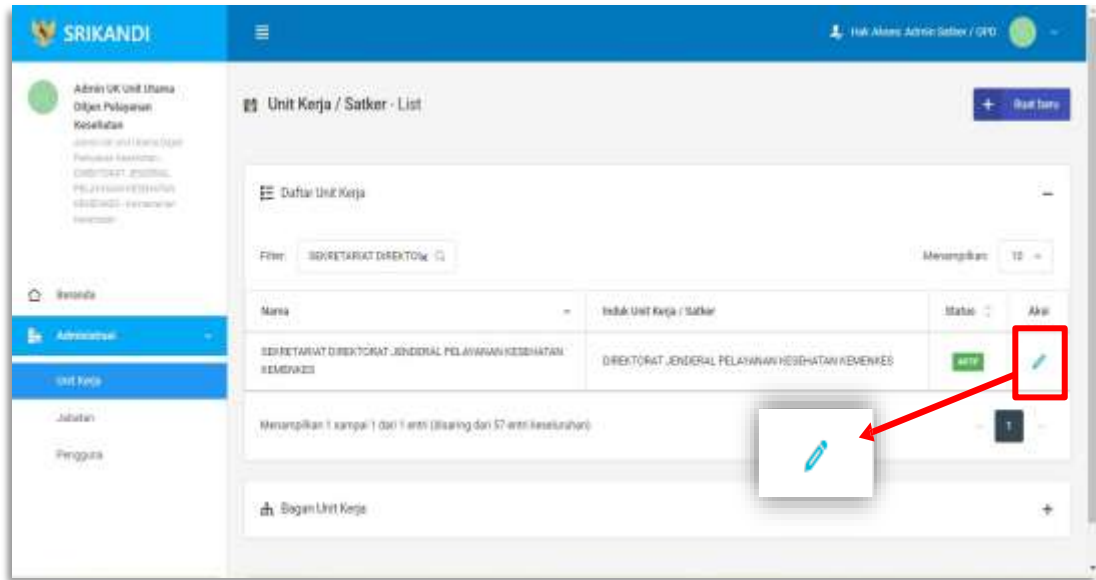 SRIKANDI
Hak Akses: Admin Satker / OPD
Admin UK Unit Utama
Ditjen Pelayanan
Kesehatan
Unit Kerja / Satker - List
+ Buat baru
Daftar Unit Kerja
Filter: SEKRETARIAT DIREKTO
Menampilkan: 10
Beranda
Administrasi
Unit Kerja
Jabatan
Pengguna
Nama
Induk Unit Kerja / Satker
Status
Aksi
SEKRETARIAT DIREKTORAT JENDERAL PELAYANAN KESEHATAN
KEMENKES
DIREKTORAT JENDERAL PELAYANAN KESEHATAN KEMENKES
AKTIF
Menampilkan 1 sampai 1 dari 1 entri (disaring dari 57 entri keseluruhan)
1
Bagan Unit Kerja